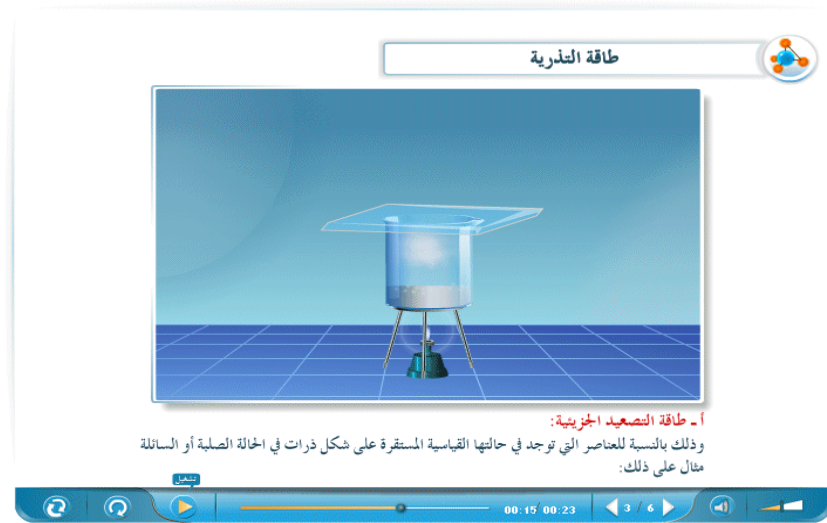 طاقة التذرية
أ ـ طاقة التصعيد الجزيئية:
وذلك بالنسبة للعناصر التي توجد في حالتها القياسية المستقرة على شكل ذرات في الحالة الصلبة أو السائلة
مثال على ذلك:
تشغيل
00:15/00:23
3 / 6